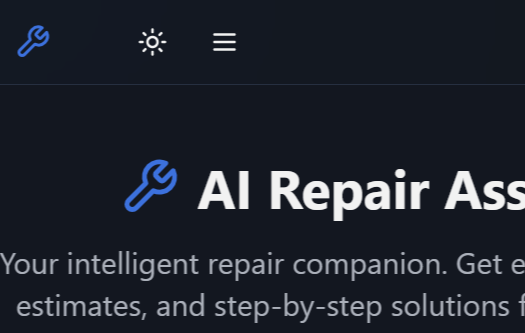 AI Repair Ass
Your intelligent repair companion. Get e
estimates, and step-by-step solutions f